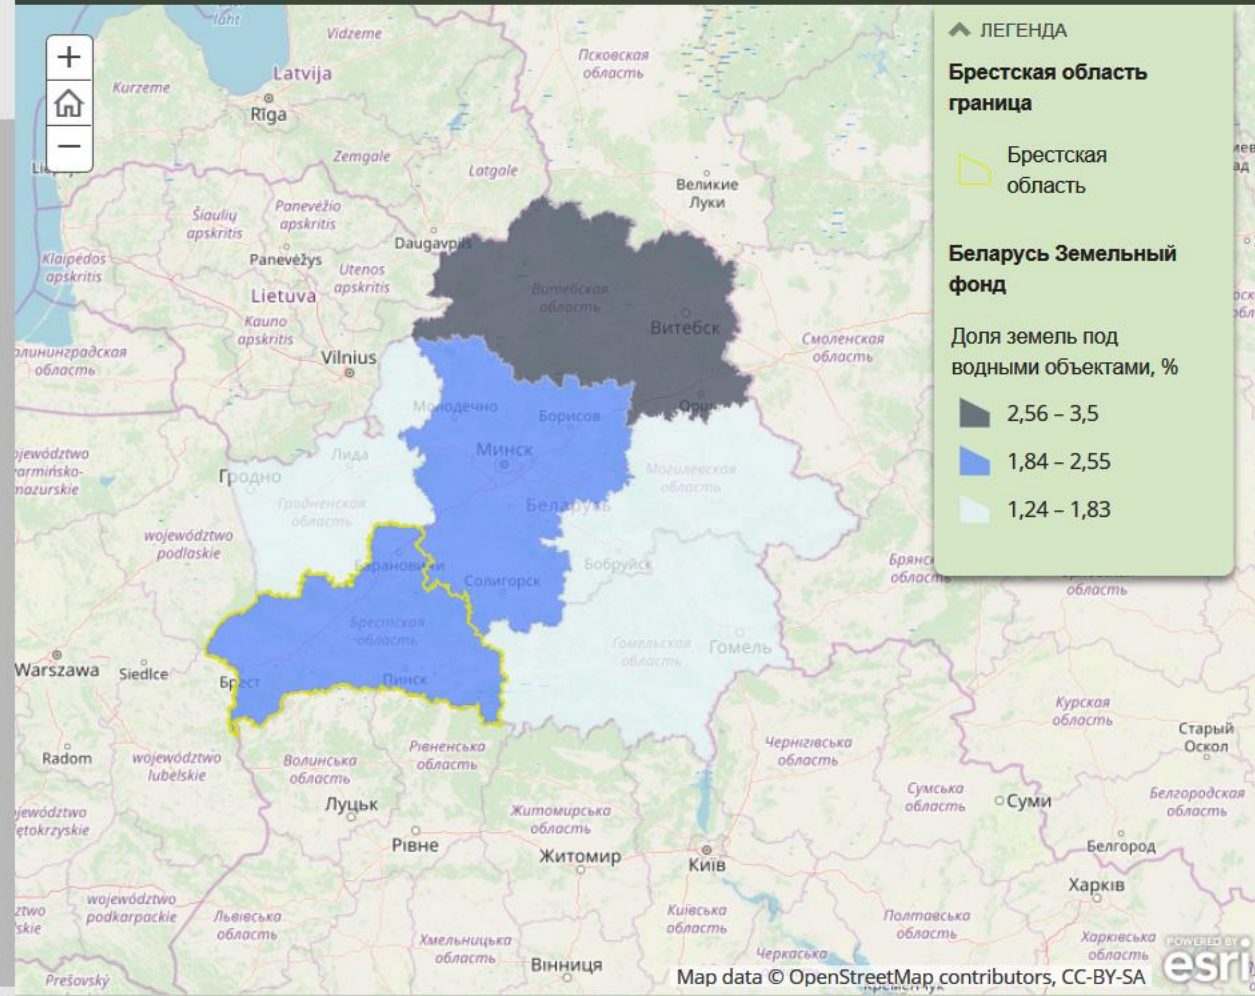 laht
Vidzeme
Псковская
область
Latvija
Kurzeme
Rīga
Zemgale
Latgale
Великие
Луки
Panevėžio
apskritis
Šiaulių
apskritis
Daugavpils
Panevėžys
Klaipėdos
apskritis
Utenos
apskritis
Lietuva
Kauno
apskritis
Витебская
область
Витебск
Смоленская
область
Vilnius
Молодечно
Борисов
Орша
Минск
Лида
Гродно
Гродненская
область
Могилевская
область
Беларусь
województwo
podlaskie
Барановичи
Бобруйск
Солигорск
Брестская
область
Гомельская
область
Гомель
Warszawa
Siedlce
Брест
Пинск
Курская
область
Старый
Оскол
Radom
województwo
lubelskie
Волинська
область
Рівненська
область
Чернігівська
область
Луцьк
Житомирська
область
Сумська
область
Суми
Белгородская
область
Рівне
Житомир
Київ
Белгород
Харків
województwo
podkarpackie
Львівська
область
Київська
область
Полтавська
область
Хмельницька
область
Черкаська
Харківська
область
Вінниця
Prešovský
ЛЕГЕНДА
Брестская область
граница
Брестская
область
Беларусь Земельный
фонд
Доля земель под
водными объектами, %
2,56 – 3,5
1,84 – 2,55
1,24 – 1,83
Map data © OpenStreetMap contributors, CC-BY-SA
POWERED BY
esri